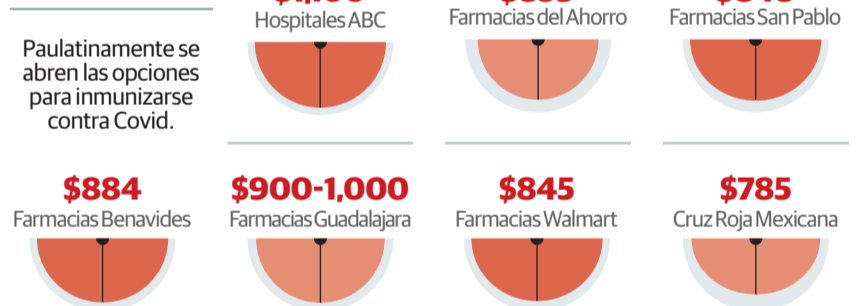 Hospitales ABC
Farmacias del Ahorro
Farmacias San Pablo
Paulatinamente se
abren las opciones
para inmunizarse
contra Covid.
$884
Farmacias Benavides
$900-1,000
Farmacias Guadalajara
$845
Farmacias Walmart
$785
Cruz Roja Mexicana